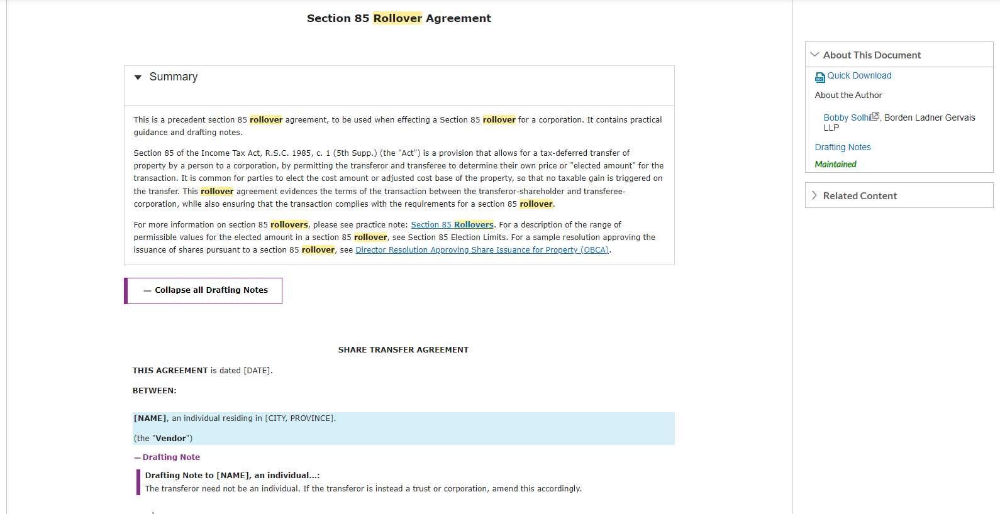 Section 85 Rollover Agreement
Summary
This is a precedent section 85 rollover agreement, to be used when effecting a Section 85 rollover for a corporation. It contains practical
guidance and drafting notes.
Section 85 of the Income Tax Act, R.S.C. 1985, c. 1 (5th Supp.) (the "Act") is a provision that allows for a tax-deferred transfer of
property by a person to a corporation, by permitting the transferor and transferee to determine their own price or "elected amount" for the
transaction. It is common for parties to elect the cost amount or adjusted cost base of the property, so that no taxable gain is triggered on
the transfer. This rollover agreement evidences the terms of the transaction between the transferor-shareholder and transferee-
corporation, while also ensuring that the transaction complies with the requirements for a section 85 rollover.
For more information on section 85 rollovers, please see practice note: Section 85 Rollovers. For a description of the range of
permissible values for the elected amount in a section 85 rollover, see Section 85 Election Limits. For a sample resolution approving the
issuance of shares pursuant to a section 85 rollover, see Director Resolution Approving Share Issuance for Property (OBCA).
— Collapse all Drafting Notes
SHARE TRANSFER AGREEMENT
THIS AGREEMENT is dated [DATE].
BETWEEN:
[NAME], an individual residing in [CITY, PROVINCE].
(the "Vendor")
— Drafting Note
Drafting Note to [NAME], an individual...:
The transferor need not be an individual. If the transferor is instead a trust or corporation, amend this accordingly.
About This Document
Quick Download
About the Author
Bobby Solhi, Borden Ladner Gervais
LLP
Drafting Notes
Maintained
Related Content